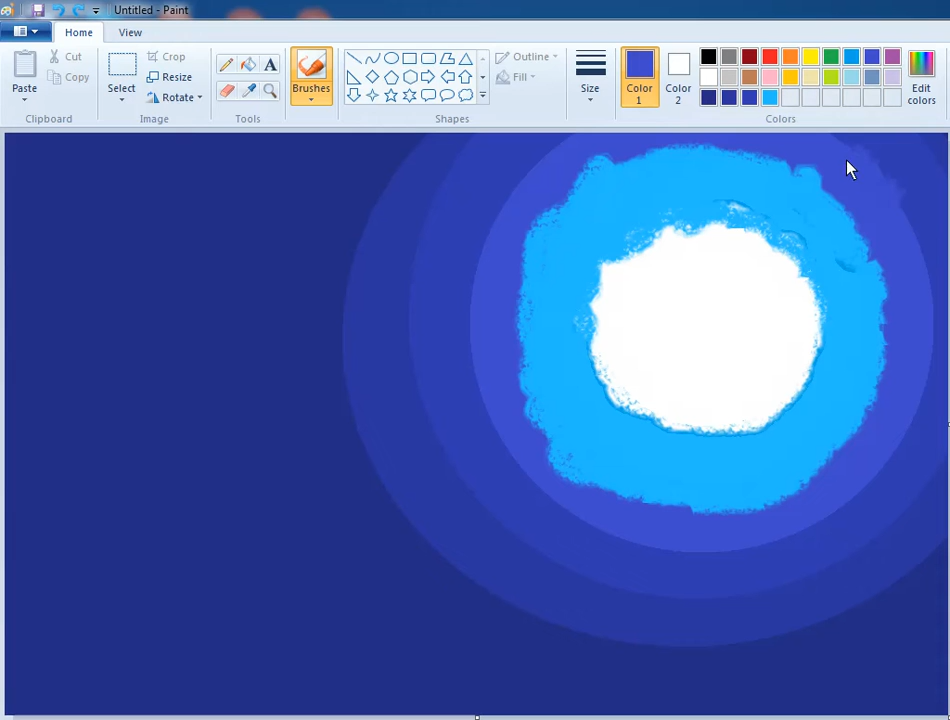 Untitled - Paint
Home View
Paste
Cut
Copy
Clipboard
Select
Crop
Resize
Rotate
Image
A
Tools
Brushes
Outline
Fill
Shapes
Size
Color
1
Color
2
Edit
colors
Colors